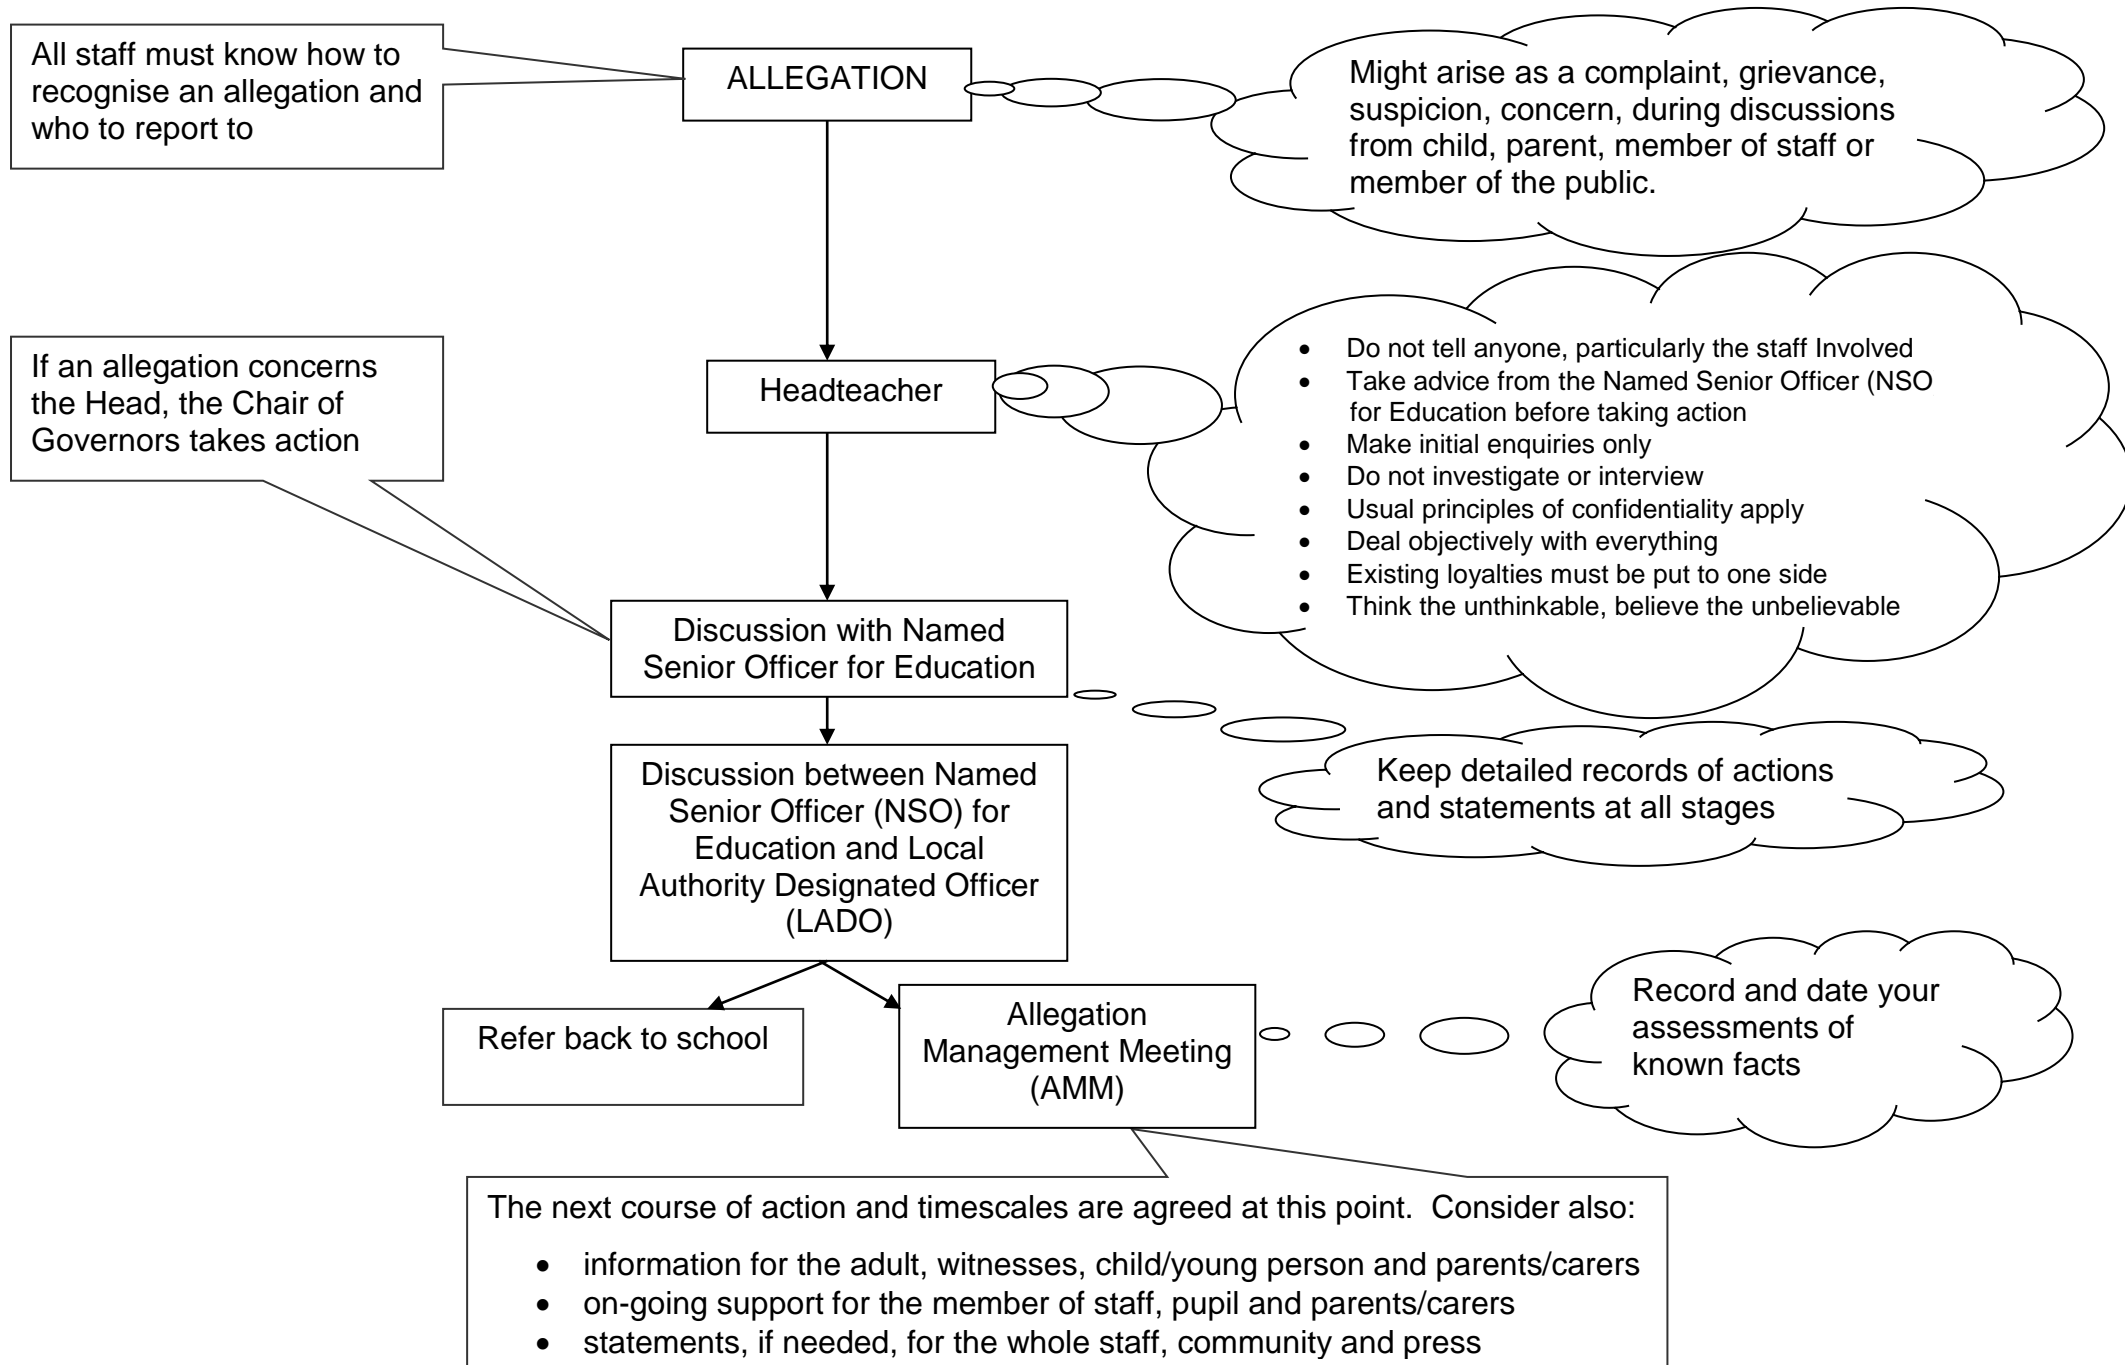 All staff must know how to
recognise an allegation and
who to report to
ALLEGATION
Might arise as a complaint, grievance,
suspicion, concern, during discussions
from child, parent, member of staff or
member of the public.
If an allegation concerns
the Head, the Chair of
Governors takes action
Headteacher
• Do not tell anyone, particularly the staff Involved
• Take advice from the Named Senior Officer (NSO
for Education before taking action
• Make initial enquiries only
• Do not investigate or interview
• Usual principles of confidentiality apply
• Deal objectively with everything
• Existing loyalties must be put to one side
• Think the unthinkable, believe the unbelievable
Discussion with Named
Senior Officer for Education
Keep detailed records of actions
and statements at all stages
Discussion between Named
Senior Officer (NSO) for
Education and Local
Authority Designated Officer
(LADO)
Refer back to school
Allegation
Management Meeting
(AMM)
Record and date your
assessments of
known facts
The next course of action and timescales are agreed at this point.  Consider also:
• information for the adult, witnesses, child/young person and parents/carers
• on-going support for the member of staff, pupil and parents/carers
• statements, if needed, for the whole staff, community and press